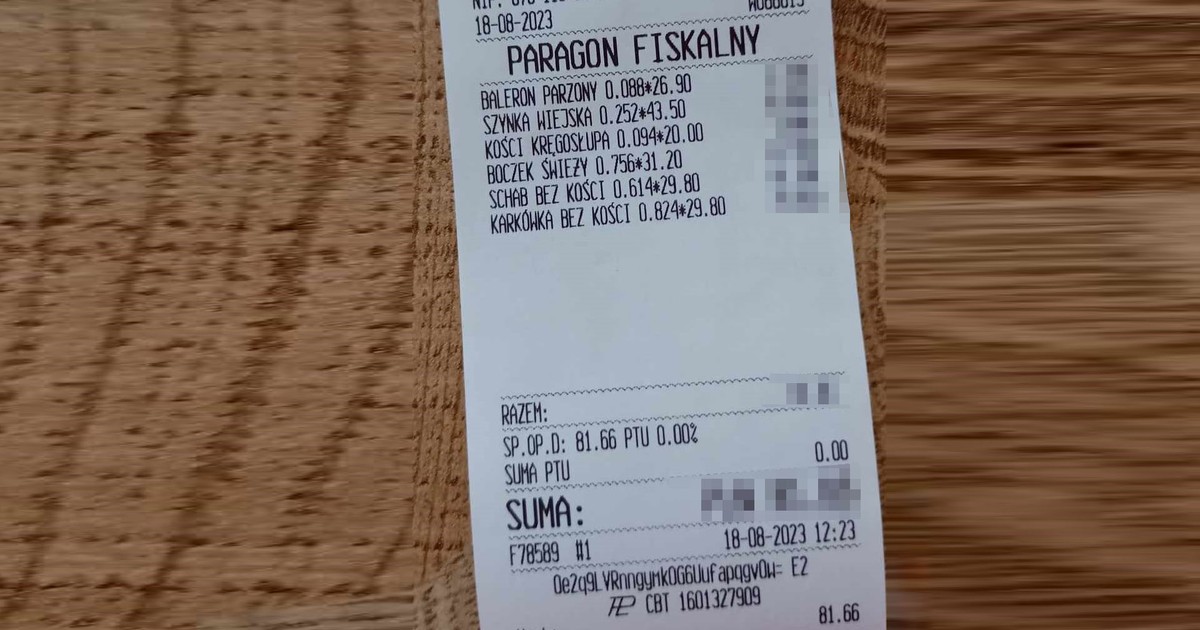 18-08-2023
PARAGON FISKALNY
BALERON PARZONY 0.088*26.90
SZYNKA WIEJSKA 0.252*43.50
KOŚCI KRĘGOSŁUPA 0.094*20.00
BOCZEK ŚWIEŻY 0.756*31.20
SCHAB BEZ KOŚCI 0.614*29.80
KARKÓWKA BEZ KOŚCI 0.824*29.80
RAZEM:
SP.OP.D: 81.66 PTU 0.00%
SUMA PTU 0.00
SUMA:
F78589 #1 18-08-2023 12:23
0e2q9LVRnngymkOG6UufapqgvOw= E2
CBT 1601327909
81.66